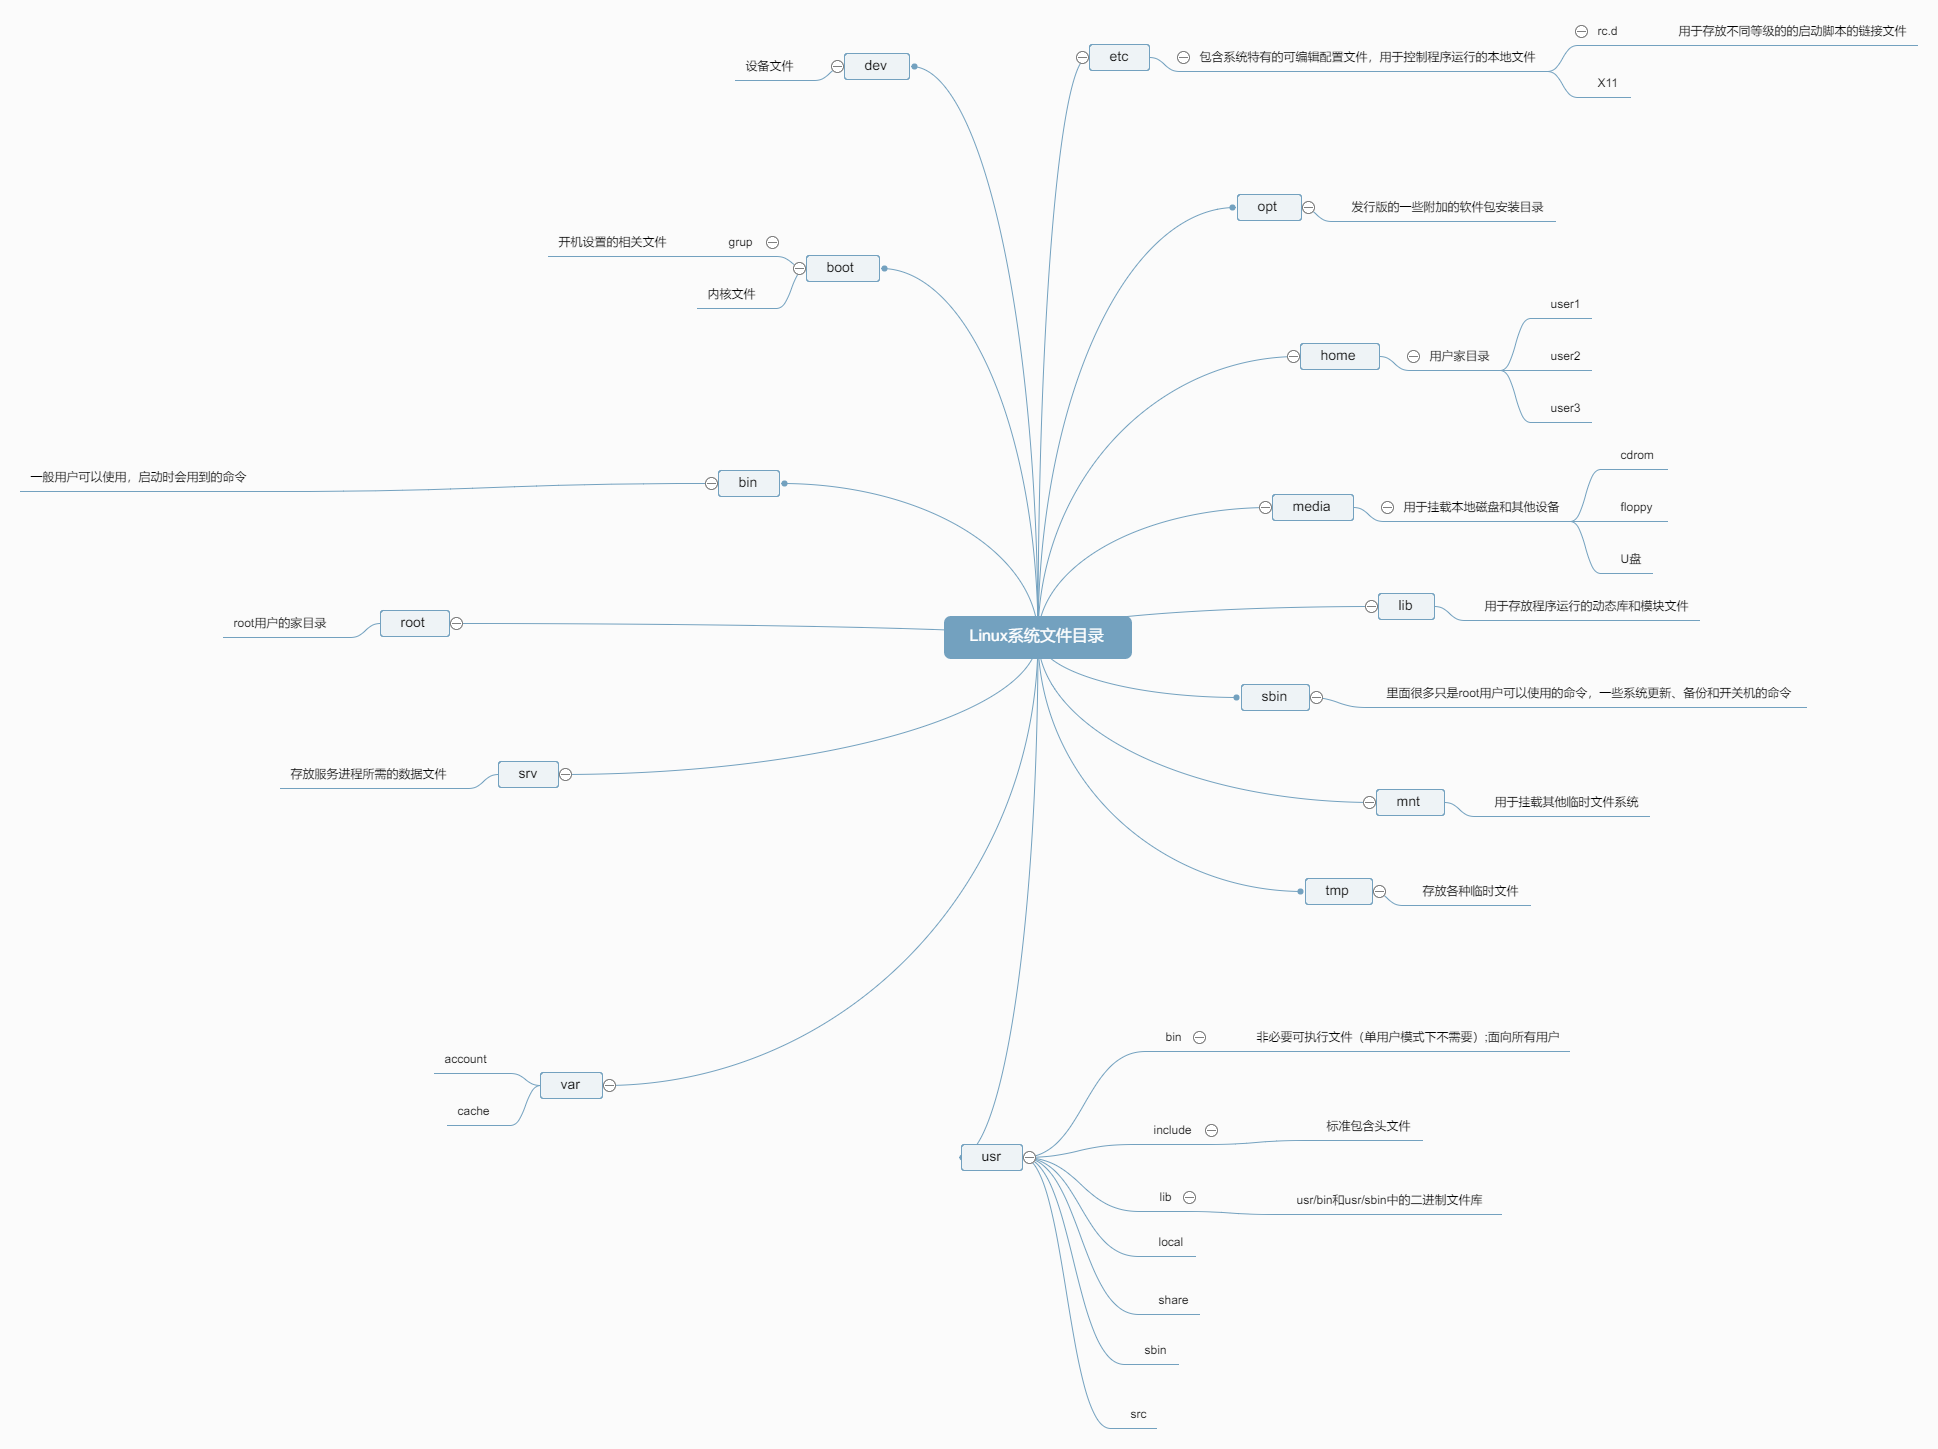 Linux系统文件目录
dev
设备文件
boot
grup
开机设置的相关文件
内核文件
bin
一般用户可以使用，启动时会用到的命令
root
root用户的家目录
srv
存放服务进程所需的数据文件
var
account
cache
etc
包含系统特有的可编辑配置文件，用于控制程序运行的本地文件
rc.d
用于存放不同等级的的启动脚本的链接文件
X11
opt
发行版的一些附加的软件包安装目录
home
用户家目录
user1
user2
user3
media
用于挂载本地磁盘和其他设备
cdrom
floppy
U盘
lib
用于存放程序运行的动态库和模块文件
sbin
里面很多只是root用户可以使用的命令，一些系统更新、备份和开关机的命令
mnt
用于挂载其他临时文件系统
tmp
存放各种临时文件
usr
bin
非必要可执行文件（单用户模式下不需要）;面向所有用户
include
标准包含头文件
lib
usr/bin和usr/sbin中的二进制文件库
local
share
sbin
src